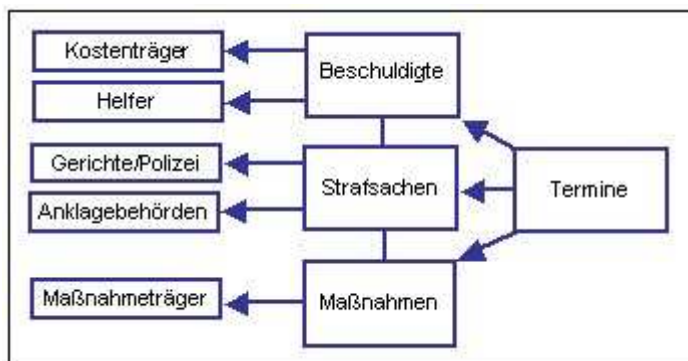 Kostenträger
Helfer
Gerichte/Polizei
Anklagebehörden
Maßnahmeträger
Beschuldigte
Strafsachen
Maßnahmen
Termine